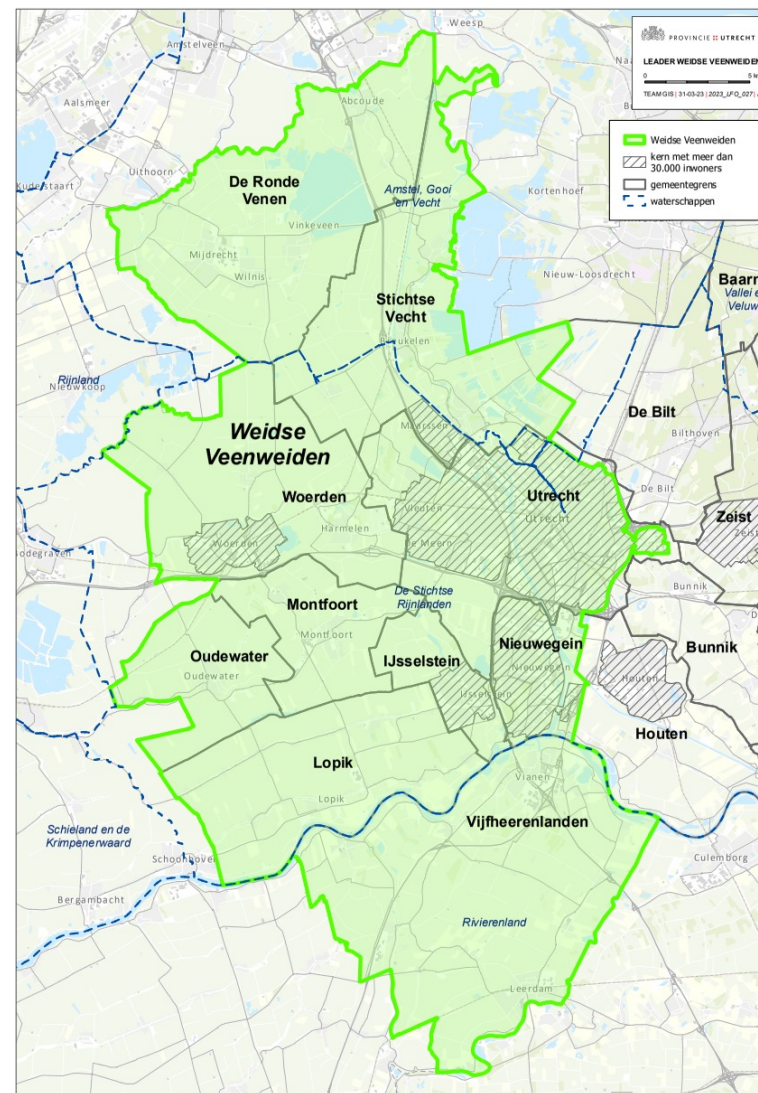 Weesp
PROVINCIE UTRECHT
Amstelveen
LEADER WEIDSE VEENWEIDEN
0
Aalsmeer
Abcoude
TEAMGIS | 31-03-23 | 2023_LFO_027 |
Weidse Veenweiden
kern met meer dan
30.000 inwoners
gemeentegrens
waterschappen
Uithoorn
Kudelstaart
De Ronde
Venen
Amstel, Gooi
en Vecht
Kortenhoef
Vinkeveen
Mijdrecht
Wilnis
Nieuw-Loosdrecht
Baarn
Vallei e
Veluw
Stichtse
Vecht
Breukelen
Rijnland
Nieuwkoop
De Bilt
Bilthoven
Weidse
Veenweiden
Maarssen
Woerden
Vleuten
Utrecht
Utrecht
De Bilt
Zeist
Zeist
Woerden
Harmelen
De Meern
Bodegraven
Bunnik
De Stichtse
Rijnlanden
Montfoort
Montfoort
Oudewater
Oudewater
IJsselstein
IJsselstein
Nieuwegein
Nieuwegein
Bunnik
Houten
Houten
Lopik
Lopik
Vianen
Vijfheerenlanden
Schieland en de
Krimpenerwaard
Schoonhoven
Culemborg
Bergambacht
Rivierenland
Leerdam